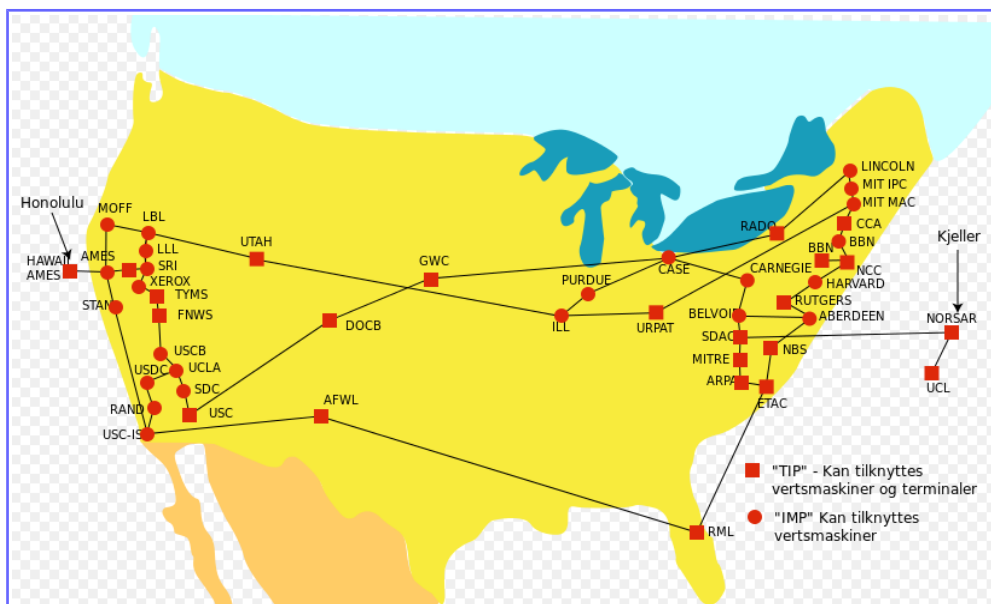 LINCOLN
MIT IPC
MIT MAC
Honolulu
MOFF
LBL
RADO
CCA
BBN
Kjeller
UTAH
LLL
BBN
HAWAII
AMES
AMES
SRI
GWC
CASE
CARNEGIE
NCC
XEROX
PURDUE
HARVARD
TYMS
STAN
RUTGERS
FNWS
BELVOIR
ABERDEEN
NORSAR
DOCB
ILL
URPAT
SDAC
NBS
USCB
MITRE
USDC
UCLA
ARPA
UCL
SDC
ETAC
AFWL
RAND
USC
USC-ISI
"TIP" - Kan tilknyttes
vertsmaskiner og terminaler
"IMP" Kan tilknyttes
vertsmaskiner
RML